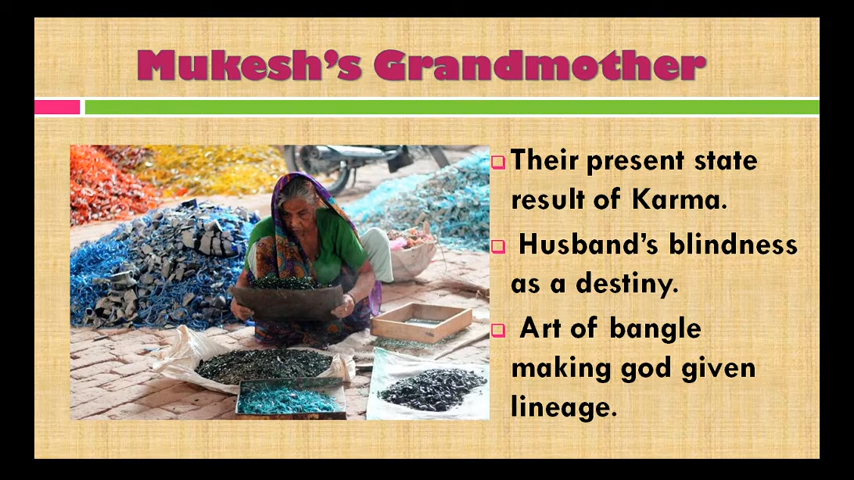 Mukesh's Grandmother
Their present state
result of Karma.
Husband's blindness
as a destiny.
Art of bangle
making god given
lineage.